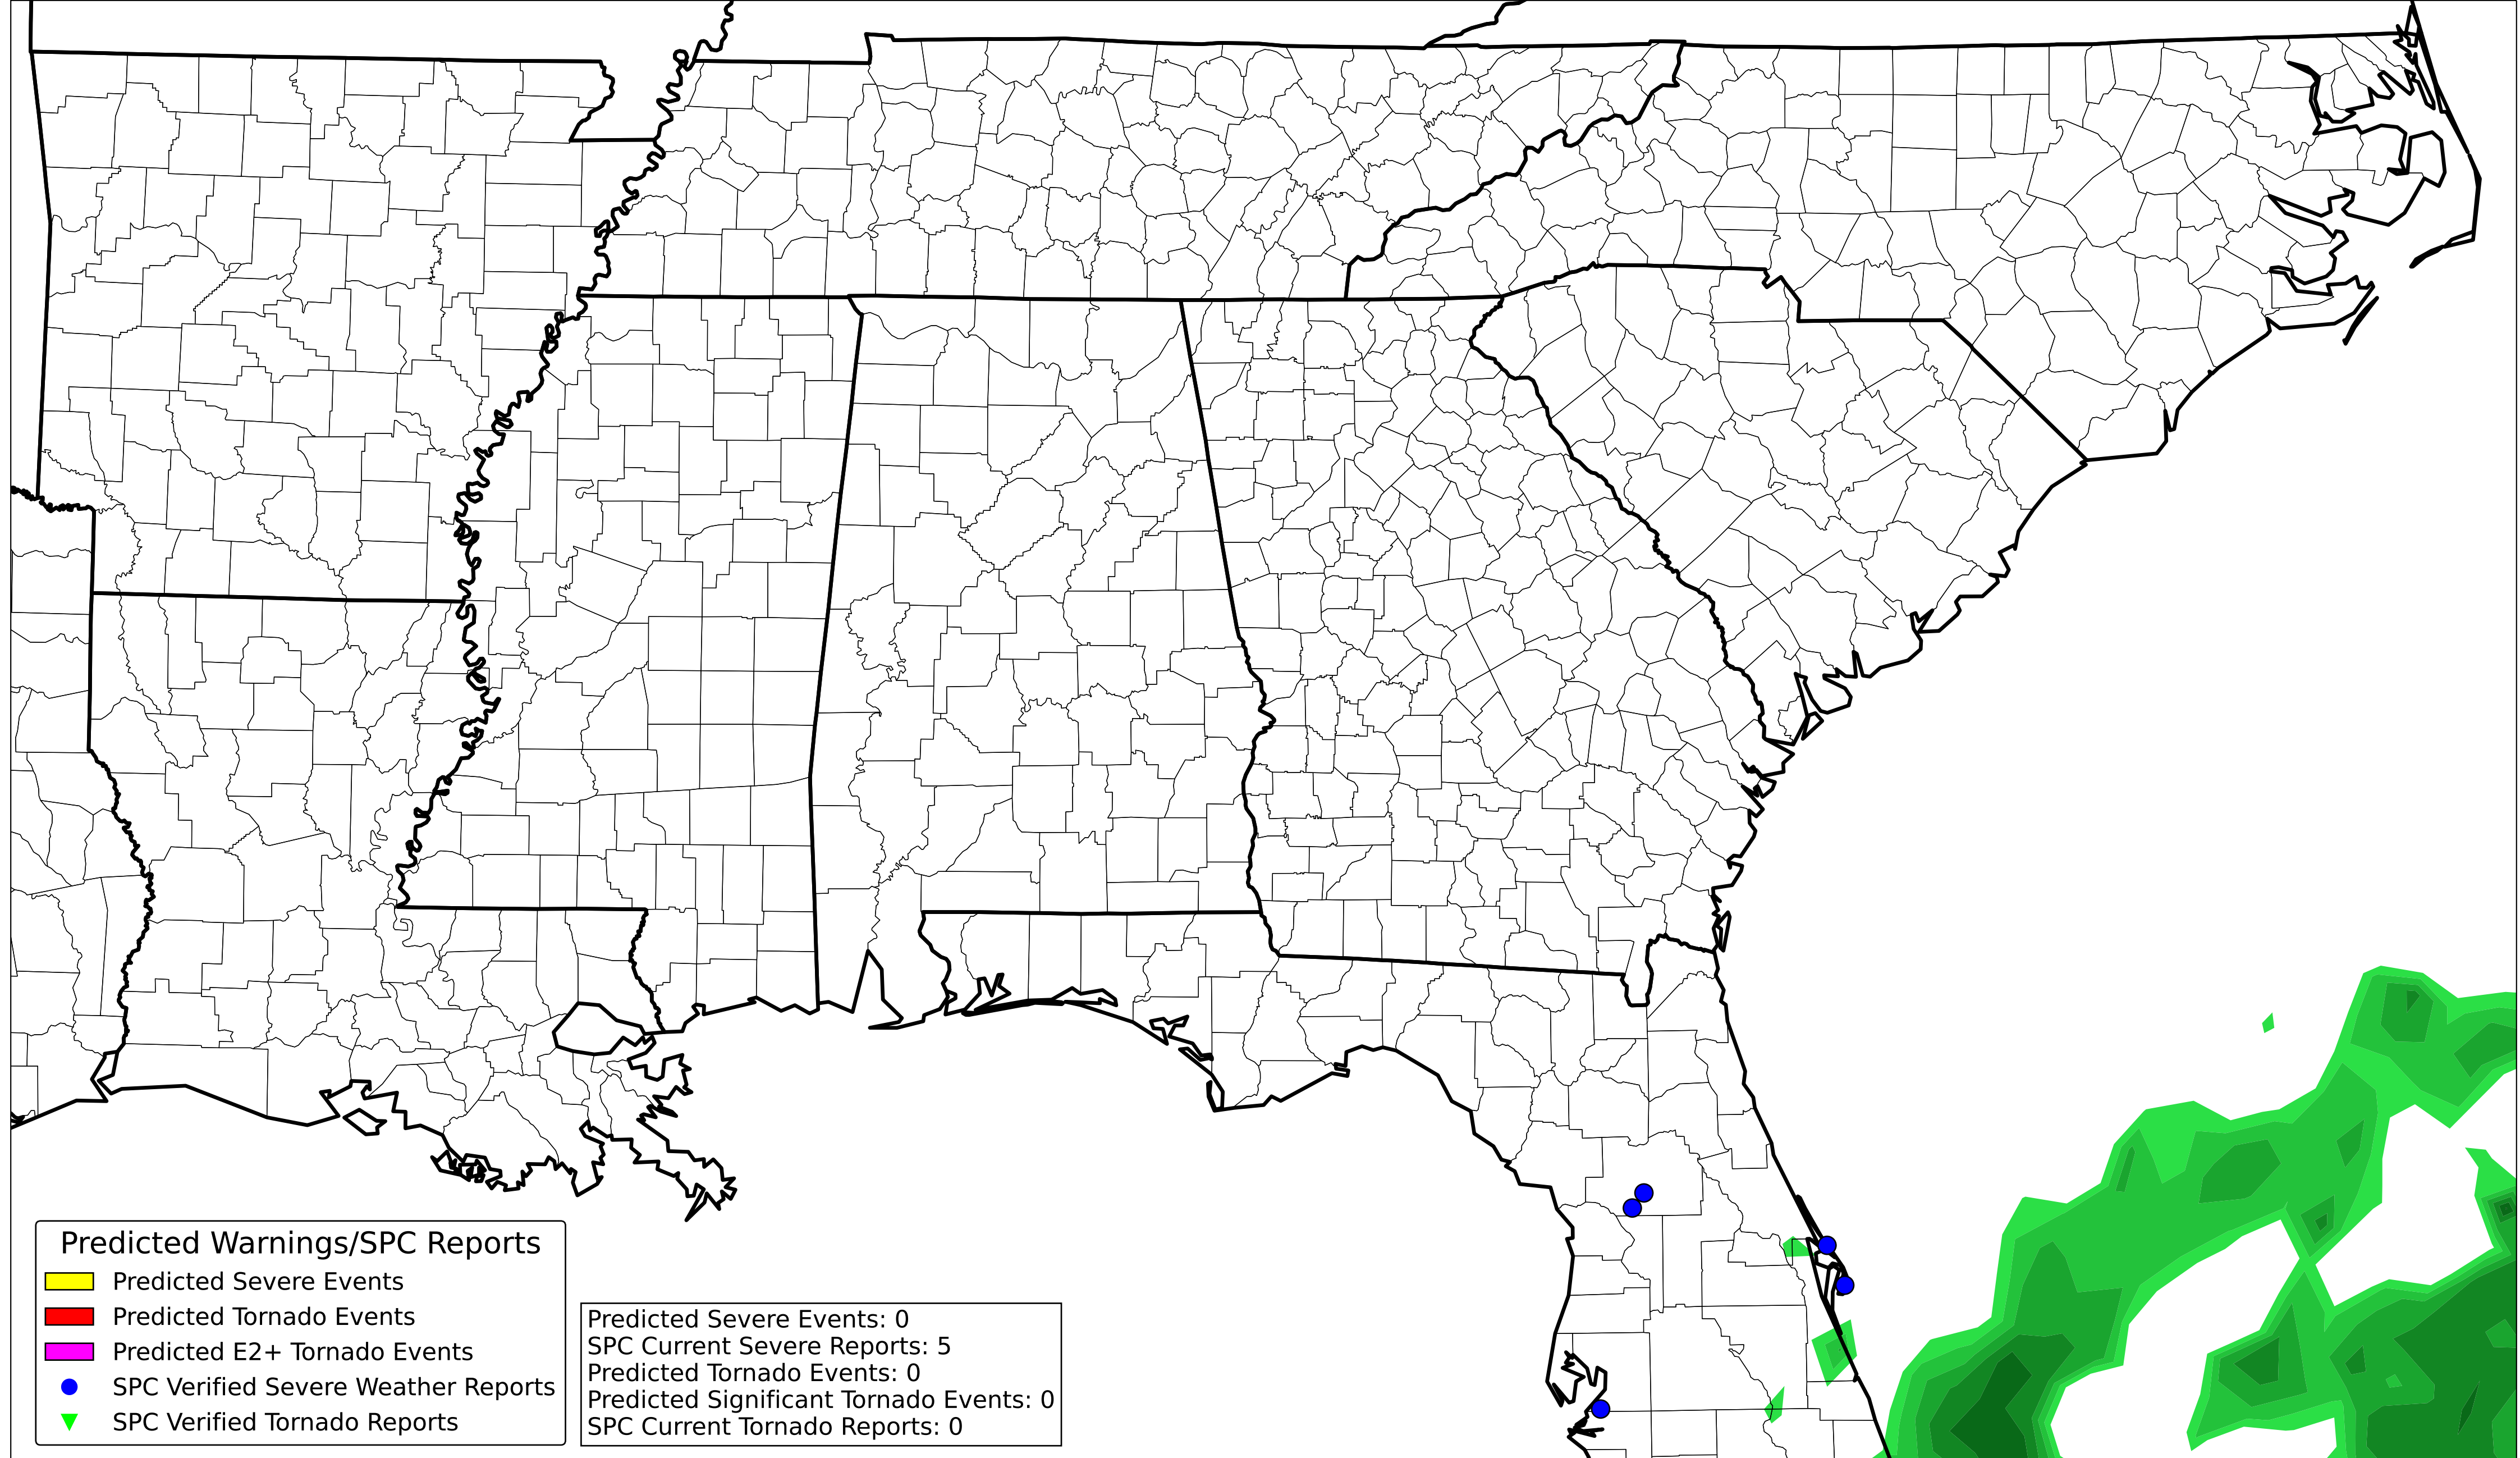 Predicted Warnings/SPC Reports
Predicted Severe Events
Predicted Tornado Events
Predicted E2+ Tornado Events
SPC Verified Severe Weather Reports
SPC Verified Tornado Reports
Predicted Severe Events: 0
SPC Current Severe Reports: 5
Predicted Tornado Events: 0
Predicted Significant Tornado Events: 0
SPC Current Tornado Reports: 0